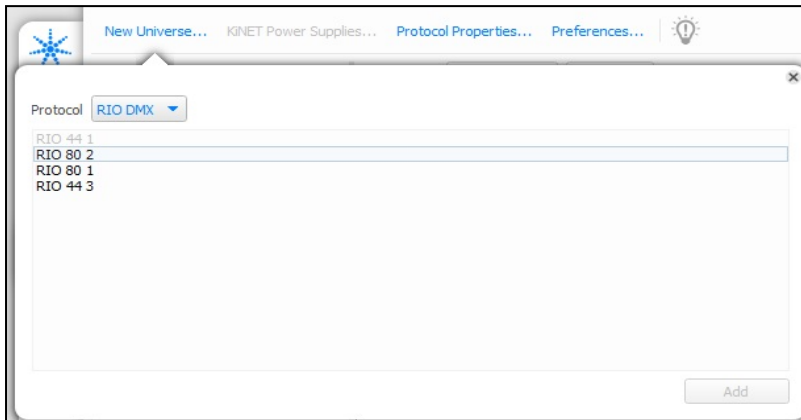 New Universe... KiNET Power Supplies... Protocol Properties... Preferences...
Protocol RIO DMX
RIO 44 1
RIO 80 2
RIO 80 1
RIO 44 3
Add